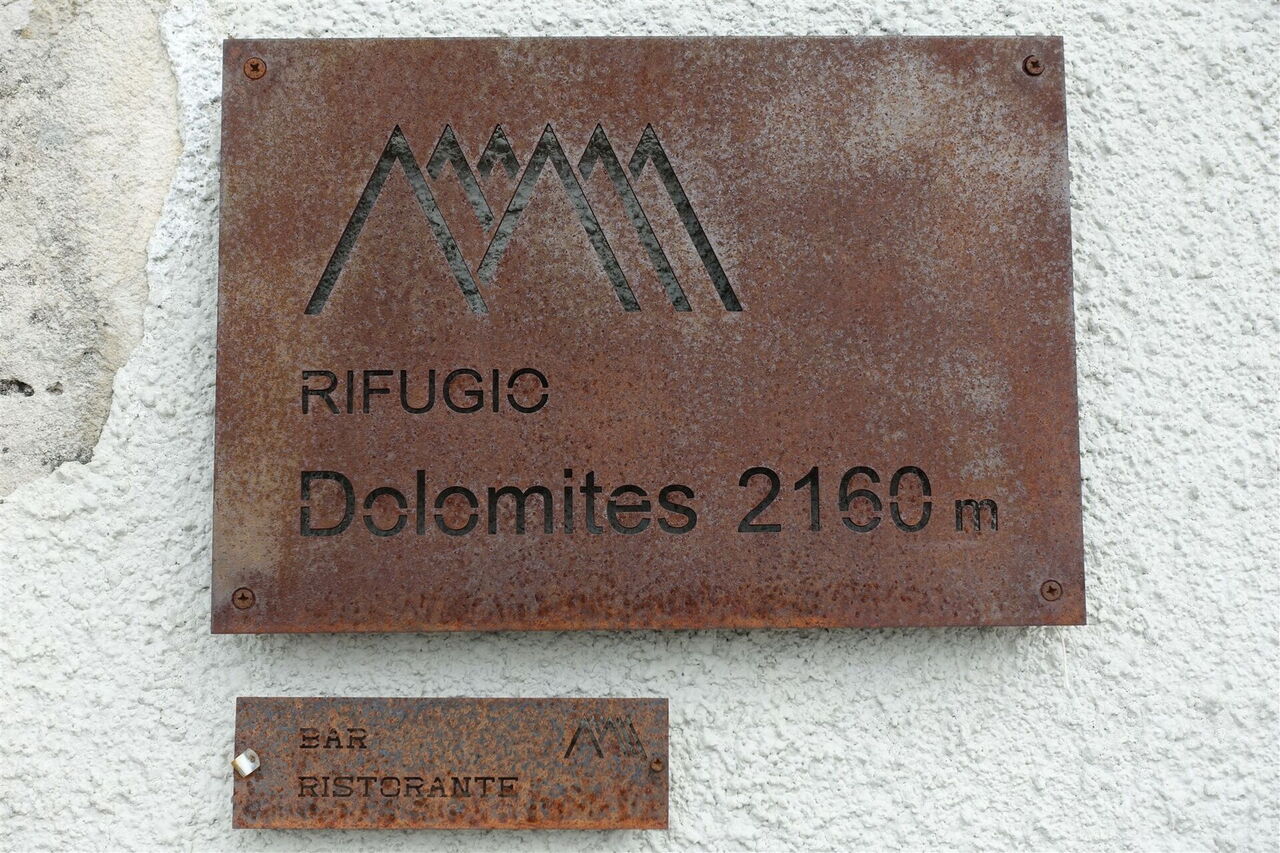 RIFUGIO
Dolomites 2160 m
BAR
RISTORANTE